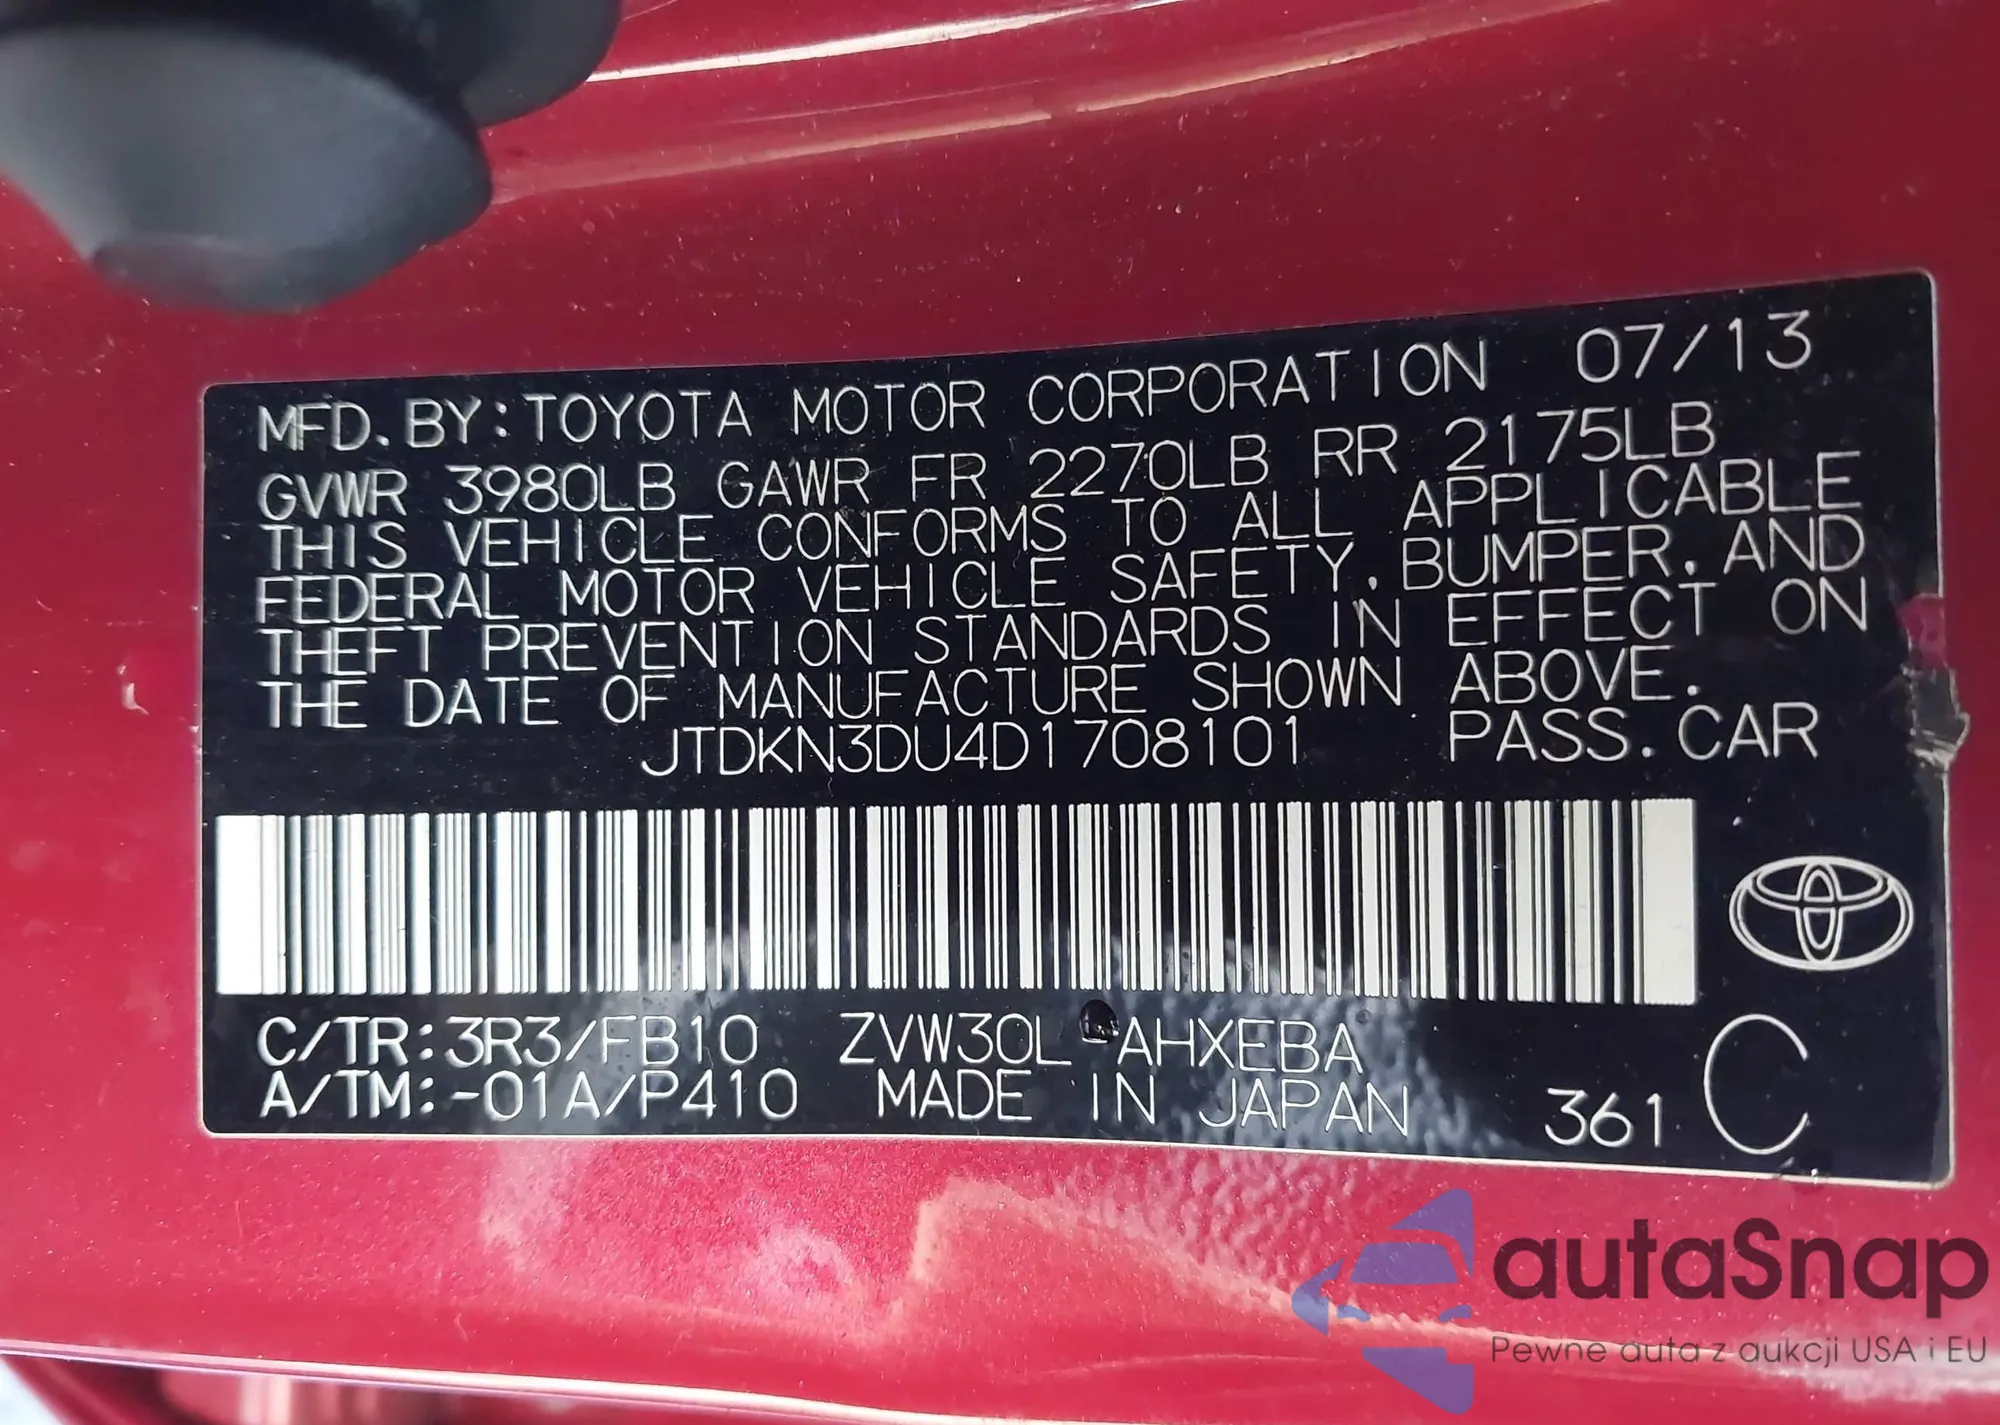 MFD.BY:TOYOTA MOTOR CORPORATION 07/13
GVWR 3980LB GAWR FR 2270LB RR 2175LB
THIS VEHICLE CONFORMS TO ALL APPLICABLE
FEDERAL MOTOR VEHICLE SAFETY, BUMPER, AND
THEFT PREVENTION STANDARDS IN EFFECT ON
THE DATE OF MANUFACTURE SHOWN ABOVE.
JTDKN3DU4D1708101 PASS.CAR
C/TR:3R3/FB10 ZVW30L-AHXEBA
A/TM:-01A/P410 MADE IN JAPAN 361 C
autaSnap
Pewne auta z aukcji USA i EU